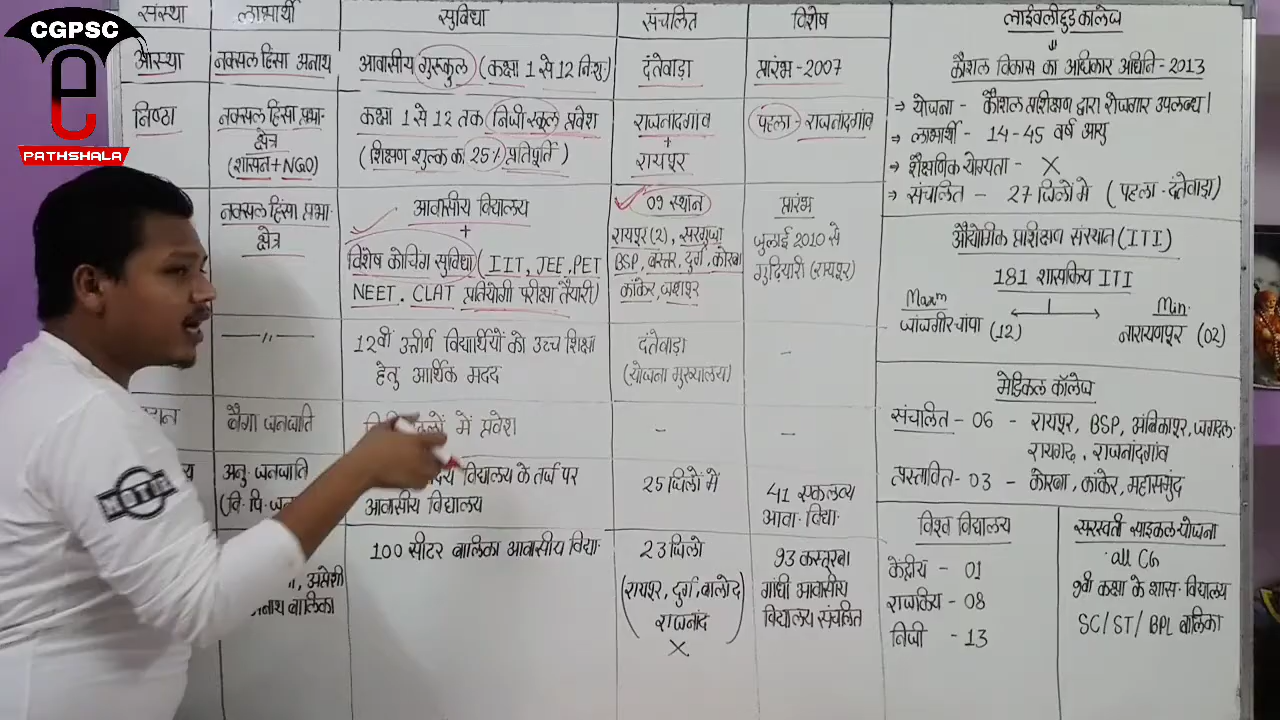 CGPSC
e
PATHSHALA
संस्था लाभार्थी सुविधा संचालित विशेष
आस्था नक्सल हिंसा अनाथ आवासीय गुरुकुल (कक्षा 1 से 12 निःशु॰) दंतेवाड़ा प्रारंभ-2007
निष्ठा नक्सल हिंसा प्रभा॰ कक्षा 1 से 12 तक निजी स्कूल प्रवेश राजनांदगांव पहला - राजनांदगांव
क्षेत्र (शिक्षण शुल्क का 25% प्रतिपूर्ति) +
(शासन+NGO) रायपुर
नक्सल हिंसा प्रभा॰ आवासीय विद्यालय 09 स्थान प्रारंभ
क्षेत्र + रायपुर(2), सरगुजा जुलाई 2010 से
विशेष कोचिंग सुविधा (IIT, JEE, PET BSP, बस्तर, दुर्ग, कोरबा गुढ़ियारी (रायपुर)
NEET, CLAT प्रतियोगी परीक्षा तैयारी) कांकेर, जशपुर
—〃— 12वीं उत्तीर्ण विद्यार्थियों को उच्च शिक्षा दंतेवाड़ा -
हेतु आर्थिक मदद (योजना मुख्यालय)
बैगा जनजाति में प्रवेश - -
अनु॰ जनजाति विद्यालय के तर्ज पर 25 जिलों में 41 एकलव्य
(वि॰ पि॰ आवासीय विद्यालय आवा॰ विद्या॰
100 सीटर बालिका आवासीय विद्या॰ 23 जिलों 93 कस्तूरबा
(रायपुर, दुर्ग, बालोद गांधी आवासीय
अनाथ बालिका राजनांद) विद्यालय संचालित
X
लाईवलीहुड कालेज
⇓
कौशल विकास का अधिकार अधिनि-2013
→ योजना - कौशल प्रशिक्षण द्वारा रोजगार उपलब्ध।
→ लाभार्थी - 14-45 वर्ष आयु
→ शैक्षणिक योग्यता - X
→ संचालित - 27 जिलों में (पहला - दंतेवाड़ा)
औद्योगिक प्रशिक्षण संस्थान (ITI)
181 शासकिय ITI
Maxm Min.
जांजगीर चांपा (12) नारायणपुर (02)
मेडिकल कॉलेज
संचालित - 06 - रायपुर, BSP, अंबिकापुर, जगदल॰
रायगढ़, राजनांदगांव
प्रस्तावित - 03 - कोरबा, कांकेर, महासमुंद
विश्व विद्यालय
केंद्रीय - 01
राजकिय - 08
निजी - 13
सरस्वती साइकल योजना
all CG
9वीं कक्षा के शास॰ विद्यालय
SC/ST/BPL बालिका